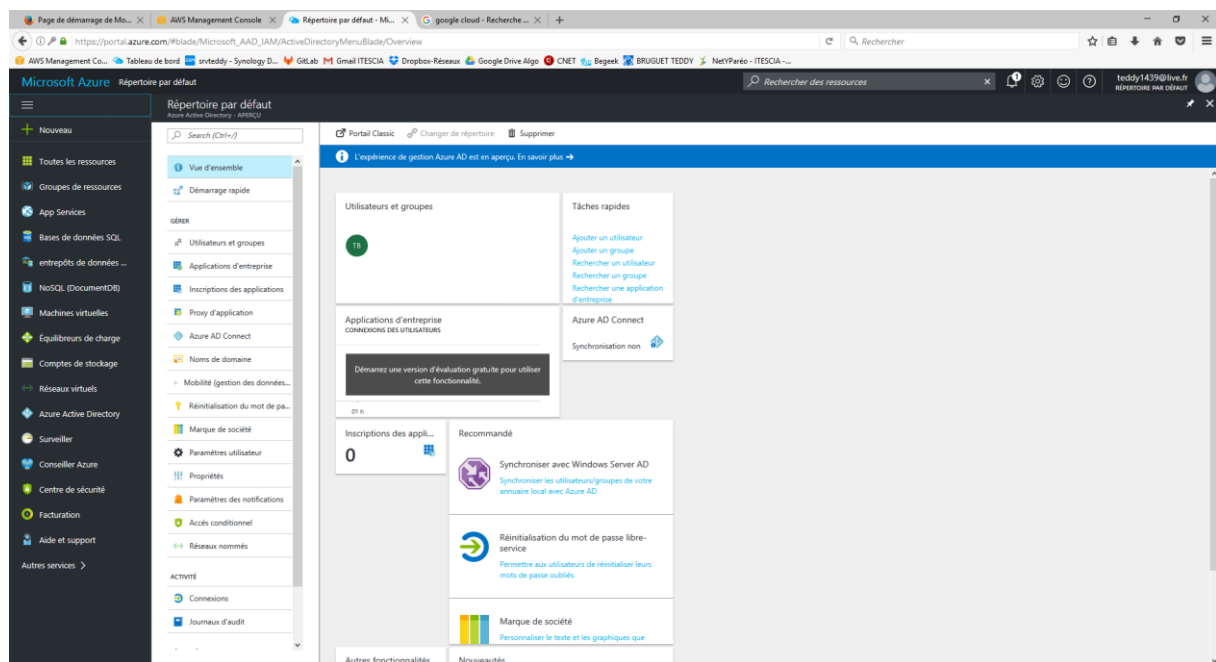 Page de démarrage de Mo...
AWS Management Console
Répertoire par défaut - Mi...
google cloud - Recherche ...
https://portal.azure.com/#blade/Microsoft_AAD_IAM/ActiveDirectoryMenuBlade/Overview
Rechercher
AWS Management Co...
Tableau de bord
srvteddy - Synology D...
GitLab
Gmail ITESCIA
Dropbox-Réseaux
Google Drive Algo
CNET
Begeek
BRUGUET TEDDY
NetYParéo - ITESCIA -...
Microsoft Azure Répertoire par défaut
Rechercher des ressources
teddy1439@live.fr
RÉPERTOIRE PAR DÉFAUT
Répertoire par défaut
Azure Active Directory - APERÇU
Nouveau
Toutes les ressources
Groupes de ressources
App Services
Bases de données SQL
entrepôts de données ...
NoSQL (DocumentDB)
Machines virtuelles
Équilibreurs de charge
Comptes de stockage
Réseaux virtuels
Azure Active Directory
Surveiller
Conseiller Azure
Centre de sécurité
Facturation
Aide et support
Autres services >
Search (Ctrl+/)
Vue d'ensemble
Démarrage rapide
GÉRER
Utilisateurs et groupes
Applications d'entreprise
Inscriptions des applications
Proxy d'application
Azure AD Connect
Noms de domaine
Mobilité (gestion des données...
Réinitialisation du mot de pa...
Marque de société
Paramètres utilisateur
Propriétés
Paramètres des notifications
Accès conditionnel
Réseaux nommés
ACTIVITÉ
Connexions
Journaux d'audit
Portail Classic
Changer de répertoire
Supprimer
L'expérience de gestion Azure AD est en aperçu. En savoir plus →
Utilisateurs et groupes
TB
Tâches rapides
Ajouter un utilisateur
Ajouter un groupe
Rechercher un utilisateur
Rechercher un groupe
Rechercher une application
d'entreprise
Applications d'entreprise
CONNEXIONS DES UTILISATEURS
Démarrez une version d'évaluation gratuite pour utiliser
cette fonctionnalité.
01 h
Azure AD Connect
Synchronisation non
Inscriptions des appli...
0
Recommandé
Synchroniser avec Windows Server AD
Synchroniser les utilisateurs/groupes de votre
annuaire local avec Azure AD
Réinitialisation du mot de passe libre-
service
Permettre aux utilisateurs de réinitialiser leurs
mots de passe oubliés
Marque de société
Personnaliser le texte et les graphiques que
Autres fonctionnalités
Nouveautés